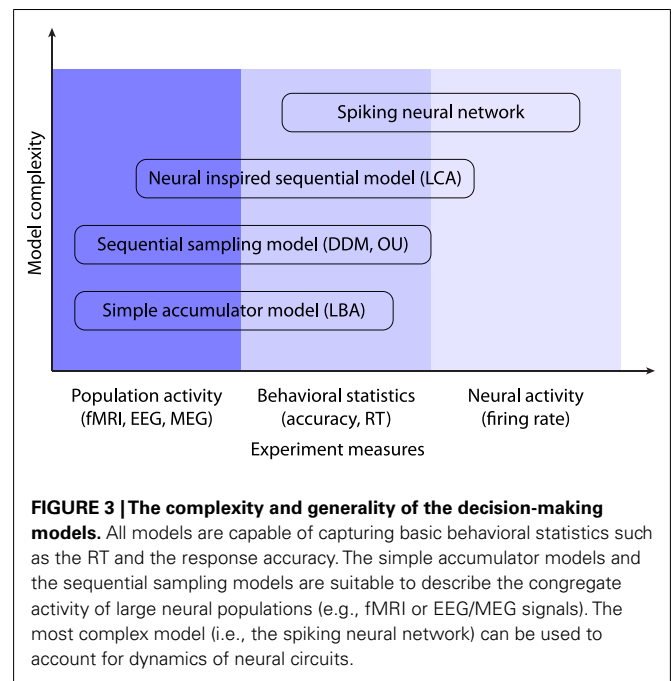 Model complexity
Spiking neural network
Neural inspired sequential model (LCA)
Sequential sampling model (DDM, OU)
Simple accumulator model (LBA)
Population activity
(fMRI, EEG, MEG)
Behavioral statistics
(accuracy, RT)
Neural activity
(firing rate)
Experiment measures
FIGURE 3 | The complexity and generality of the decision-making
models. All models are capable of capturing basic behavioral statistics such
as the RT and the response accuracy. The simple accumulator models and
the sequential sampling models are suitable to describe the congregate
activity of large neural populations (e.g., fMRI or EEG/MEG signals). The
most complex model (i.e., the spiking neural network) can be used to
account for dynamics of neural circuits.